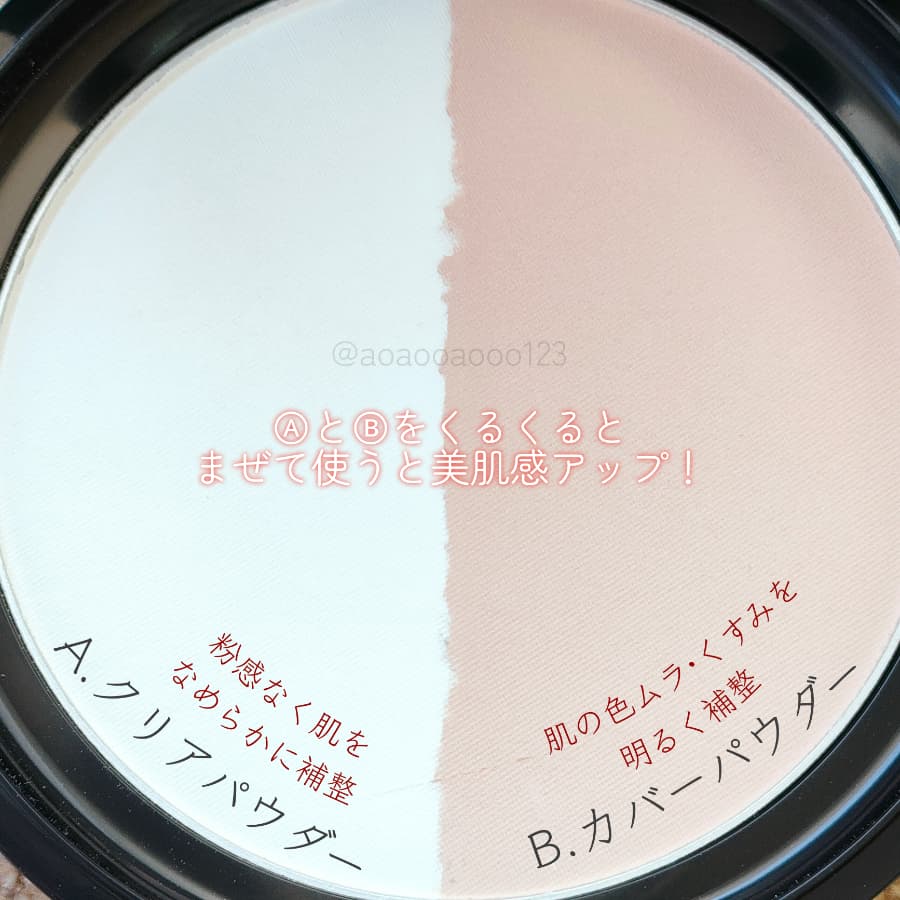 @aoaooaooo123
ⒶとⒷをくるくると
まぜて使うと美肌感アップ！
粉感なく肌を
なめらかに補整
A.クリアパウダー
肌の色ムラ・くすみを
明るく補整
B.カバーパウダー